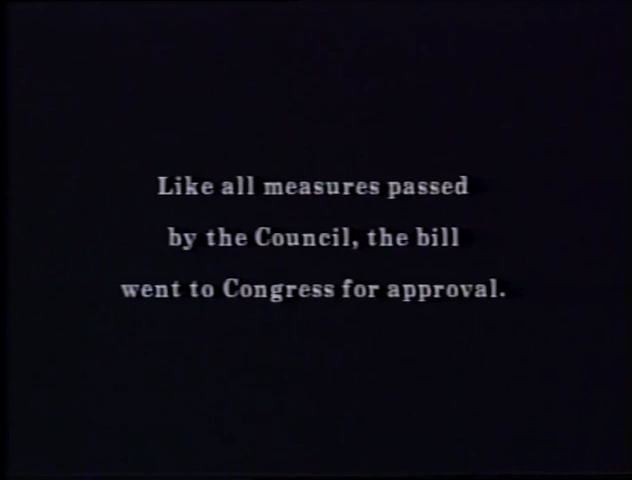 Like all measures passed
by the Council, the bill
went to Congress for approval.